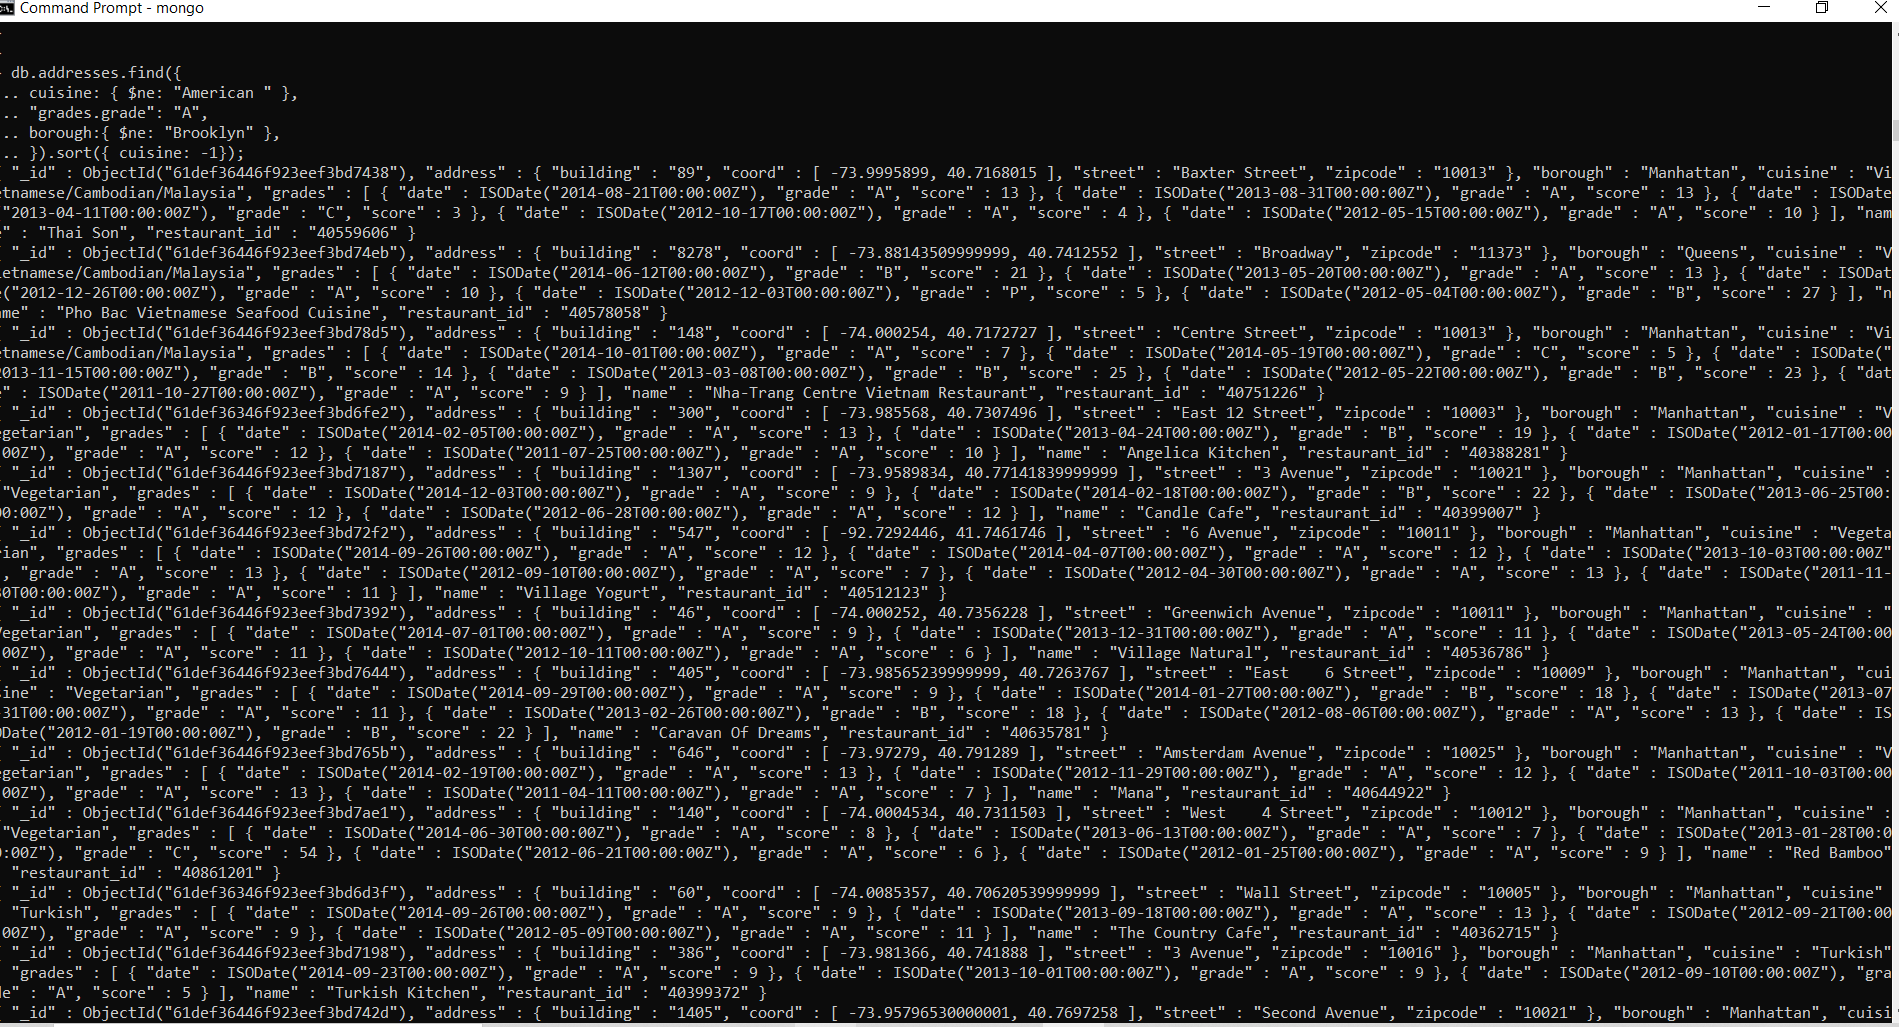 Command Prompt - mongo
db.addresses.find({
.. cuisine: { $ne: "American " },
.. "grades.grade": "A",
.. borough:{ $ne: "Brooklyn" },
.. }).sort({ cuisine: -1});
"_id" : ObjectId("61def36446f923eef3bd7438"), "address" : { "building" : "89", "coord" : [ -73.9995899, 40.7168015 ], "street" : "Baxter Street", "zipcode" : "10013" }, "borough" : "Manhattan", "cuisine" : "Vi
etnamese/Cambodian/Malaysia", "grades" : [ { "date" : ISODate("2014-08-21T00:00:00Z"), "grade" : "A", "score" : 13 }, { "date" : ISODate("2013-08-31T00:00:00Z"), "grade" : "A", "score" : 13 }, { "date" : ISODate
"2013-04-11T00:00:00Z"), "grade" : "C", "score" : 3 }, { "date" : ISODate("2012-10-17T00:00:00Z"), "grade" : "A", "score" : 4 }, { "date" : ISODate("2012-05-15T00:00:00Z"), "grade" : "A", "score" : 10 } ], "nam
e" : "Thai Son", "restaurant_id" : "40559606" }
"_id" : ObjectId("61def36446f923eef3bd74eb"), "address" : { "building" : "8278", "coord" : [ -73.88143509999999, 40.7412552 ], "street" : "Broadway", "zipcode" : "11373" }, "borough" : "Queens", "cuisine" : "V
ietnamese/Cambodian/Malaysia", "grades" : [ { "date" : ISODate("2014-06-12T00:00:00Z"), "grade" : "B", "score" : 21 }, { "date" : ISODate("2013-05-20T00:00:00Z"), "grade" : "A", "score" : 13 }, { "date" : ISODat
e("2012-12-26T00:00:00Z"), "grade" : "A", "score" : 10 }, { "date" : ISODate("2012-12-03T00:00:00Z"), "grade" : "P", "score" : 5 }, { "date" : ISODate("2012-05-04T00:00:00Z"), "grade" : "B", "score" : 27 } ], "n
ame" : "Pho Bac Vietnamese Seafood Cuisine", "restaurant_id" : "40578058" }
"_id" : ObjectId("61def36446f923eef3bd78d5"), "address" : { "building" : "148", "coord" : [ -74.000254, 40.7172727 ], "street" : "Centre Street", "zipcode" : "10013" }, "borough" : "Manhattan", "cuisine" : "Vi
etnamese/Cambodian/Malaysia", "grades" : [ { "date" : ISODate("2014-10-01T00:00:00Z"), "grade" : "A", "score" : 7 }, { "date" : ISODate("2014-05-19T00:00:00Z"), "grade" : "C", "score" : 5 }, { "date" : ISODate("
2013-11-15T00:00:00Z"), "grade" : "B", "score" : 14 }, { "date" : ISODate("2013-03-08T00:00:00Z"), "grade" : "B", "score" : 25 }, { "date" : ISODate("2012-05-22T00:00:00Z"), "grade" : "B", "score" : 23 }, { "dat
e" : ISODate("2011-10-27T00:00:00Z"), "grade" : "A", "score" : 9 } ], "name" : "Nha-Trang Centre Vietnam Restaurant", "restaurant_id" : "40751226" }
"_id" : ObjectId("61def36346f923eef3bd6fe2"), "address" : { "building" : "300", "coord" : [ -73.985568, 40.7307496 ], "street" : "East 12 Street", "zipcode" : "10003" }, "borough" : "Manhattan", "cuisine" : "V
egetarian", "grades" : [ { "date" : ISODate("2014-02-05T00:00:00Z"), "grade" : "A", "score" : 13 }, { "date" : ISODate("2013-04-24T00:00:00Z"), "grade" : "B", "score" : 19 }, { "date" : ISODate("2012-01-17T00:00
00Z"), "grade" : "A", "score" : 12 }, { "date" : ISODate("2011-07-25T00:00:00Z"), "grade" : "A", "score" : 10 } ], "name" : "Angelica Kitchen", "restaurant_id" : "40388281" }
"_id" : ObjectId("61def36446f923eef3bd7187"), "address" : { "building" : "1307", "coord" : [ -73.9589834, 40.77141839999999 ], "street" : "3 Avenue", "zipcode" : "10021" }, "borough" : "Manhattan", "cuisine" :
"Vegetarian", "grades" : [ { "date" : ISODate("2014-12-03T00:00:00Z"), "grade" : "A", "score" : 9 }, { "date" : ISODate("2014-02-18T00:00:00Z"), "grade" : "B", "score" : 22 }, { "date" : ISODate("2013-06-25T00:
0:00Z"), "grade" : "A", "score" : 12 }, { "date" : ISODate("2012-06-28T00:00:00Z"), "grade" : "A", "score" : 12 } ], "name" : "Candle Cafe", "restaurant_id" : "40399007" }
"_id" : ObjectId("61def36446f923eef3bd72f2"), "address" : { "building" : "547", "coord" : [ -92.7292446, 41.7461746 ], "street" : "6 Avenue", "zipcode" : "10011" }, "borough" : "Manhattan", "cuisine" : "Vegeta
rian", "grades" : [ { "date" : ISODate("2014-09-26T00:00:00Z"), "grade" : "A", "score" : 12 }, { "date" : ISODate("2014-04-07T00:00:00Z"), "grade" : "A", "score" : 12 }, { "date" : ISODate("2013-10-03T00:00:00Z"
, "grade" : "A", "score" : 13 }, { "date" : ISODate("2012-09-10T00:00:00Z"), "grade" : "A", "score" : 7 }, { "date" : ISODate("2012-04-30T00:00:00Z"), "grade" : "A", "score" : 13 }, { "date" : ISODate("2011-11-
30T00:00:00Z"), "grade" : "A", "score" : 11 } ], "name" : "Village Yogurt", "restaurant_id" : "40512123" }
"_id" : ObjectId("61def36446f923eef3bd7392"), "address" : { "building" : "46", "coord" : [ -74.000252, 40.7356228 ], "street" : "Greenwich Avenue", "zipcode" : "10011" }, "borough" : "Manhattan", "cuisine" : "
Vegetarian", "grades" : [ { "date" : ISODate("2014-07-01T00:00:00Z"), "grade" : "A", "score" : 9 }, { "date" : ISODate("2013-12-31T00:00:00Z"), "grade" : "A", "score" : 11 }, { "date" : ISODate("2013-05-24T00:00
00Z"), "grade" : "A", "score" : 11 }, { "date" : ISODate("2012-10-11T00:00:00Z"), "grade" : "A", "score" : 6 } ], "name" : "Village Natural", "restaurant_id" : "40536786" }
"_id" : ObjectId("61def36446f923eef3bd7644"), "address" : { "building" : "405", "coord" : [ -73.98565239999999, 40.7263767 ], "street" : "East    6 Street", "zipcode" : "10009" }, "borough" : "Manhattan", "cui
sine" : "Vegetarian", "grades" : [ { "date" : ISODate("2014-09-29T00:00:00Z"), "grade" : "A", "score" : 9 }, { "date" : ISODate("2014-01-27T00:00:00Z"), "grade" : "B", "score" : 18 }, { "date" : ISODate("2013-07
-31T00:00:00Z"), "grade" : "A", "score" : 11 }, { "date" : ISODate("2013-02-26T00:00:00Z"), "grade" : "B", "score" : 18 }, { "date" : ISODate("2012-08-06T00:00:00Z"), "grade" : "A", "score" : 13 }, { "date" : IS
ODate("2012-01-19T00:00:00Z"), "grade" : "B", "score" : 22 } ], "name" : "Caravan Of Dreams", "restaurant_id" : "40635781" }
"_id" : ObjectId("61def36446f923eef3bd765b"), "address" : { "building" : "646", "coord" : [ -73.97279, 40.791289 ], "street" : "Amsterdam Avenue", "zipcode" : "10025" }, "borough" : "Manhattan", "cuisine" : "V
egetarian", "grades" : [ { "date" : ISODate("2014-02-19T00:00:00Z"), "grade" : "A", "score" : 13 }, { "date" : ISODate("2012-11-29T00:00:00Z"), "grade" : "A", "score" : 12 }, { "date" : ISODate("2011-10-03T00:00
00Z"), "grade" : "A", "score" : 13 }, { "date" : ISODate("2011-04-11T00:00:00Z"), "grade" : "A", "score" : 7 } ], "name" : "Mana", "restaurant_id" : "40644922" }
"_id" : ObjectId("61def36446f923eef3bd7ae1"), "address" : { "building" : "140", "coord" : [ -74.0004534, 40.7311503 ], "street" : "West    4 Street", "zipcode" : "10012" }, "borough" : "Manhattan", "cuisine" :
"Vegetarian", "grades" : [ { "date" : ISODate("2014-06-30T00:00:00Z"), "grade" : "A", "score" : 8 }, { "date" : ISODate("2013-06-13T00:00:00Z"), "grade" : "A", "score" : 7 }, { "date" : ISODate("2013-01-28T00:0
0:00Z"), "grade" : "C", "score" : 54 }, { "date" : ISODate("2012-06-21T00:00:00Z"), "grade" : "A", "score" : 6 }, { "date" : ISODate("2012-01-25T00:00:00Z"), "grade" : "A", "score" : 9 } ], "name" : "Red Bamboo"
"restaurant_id" : "40861201" }
"_id" : ObjectId("61def36346f923eef3bd6d3f"), "address" : { "building" : "60", "coord" : [ -74.0085357, 40.70620539999999 ], "street" : "Wall Street", "zipcode" : "10005" }, "borough" : "Manhattan", "cuisine"
"Turkish", "grades" : [ { "date" : ISODate("2014-09-26T00:00:00Z"), "grade" : "A", "score" : 9 }, { "date" : ISODate("2013-09-18T00:00:00Z"), "grade" : "A", "score" : 13 }, { "date" : ISODate("2012-09-21T00:00
00Z"), "grade" : "A", "score" : 9 }, { "date" : ISODate("2012-05-09T00:00:00Z"), "grade" : "A", "score" : 11 } ], "name" : "The Country Cafe", "restaurant_id" : "40362715" }
"_id" : ObjectId("61def36446f923eef3bd7198"), "address" : { "building" : "386", "coord" : [ -73.981366, 40.741888 ], "street" : "3 Avenue", "zipcode" : "10016" }, "borough" : "Manhattan", "cuisine" : "Turkish"
"grades" : [ { "date" : ISODate("2014-09-23T00:00:00Z"), "grade" : "A", "score" : 9 }, { "date" : ISODate("2013-10-01T00:00:00Z"), "grade" : "A", "score" : 9 }, { "date" : ISODate("2012-09-10T00:00:00Z"), "gra
de" : "A", "score" : 5 } ], "name" : "Turkish Kitchen", "restaurant_id" : "40399372" }
"_id" : ObjectId("61def36446f923eef3bd742d"), "address" : { "building" : "1405", "coord" : [ -73.95796530000001, 40.7697258 ], "street" : "Second Avenue", "zipcode" : "10021" }, "borough" : "Manhattan", "cuisi